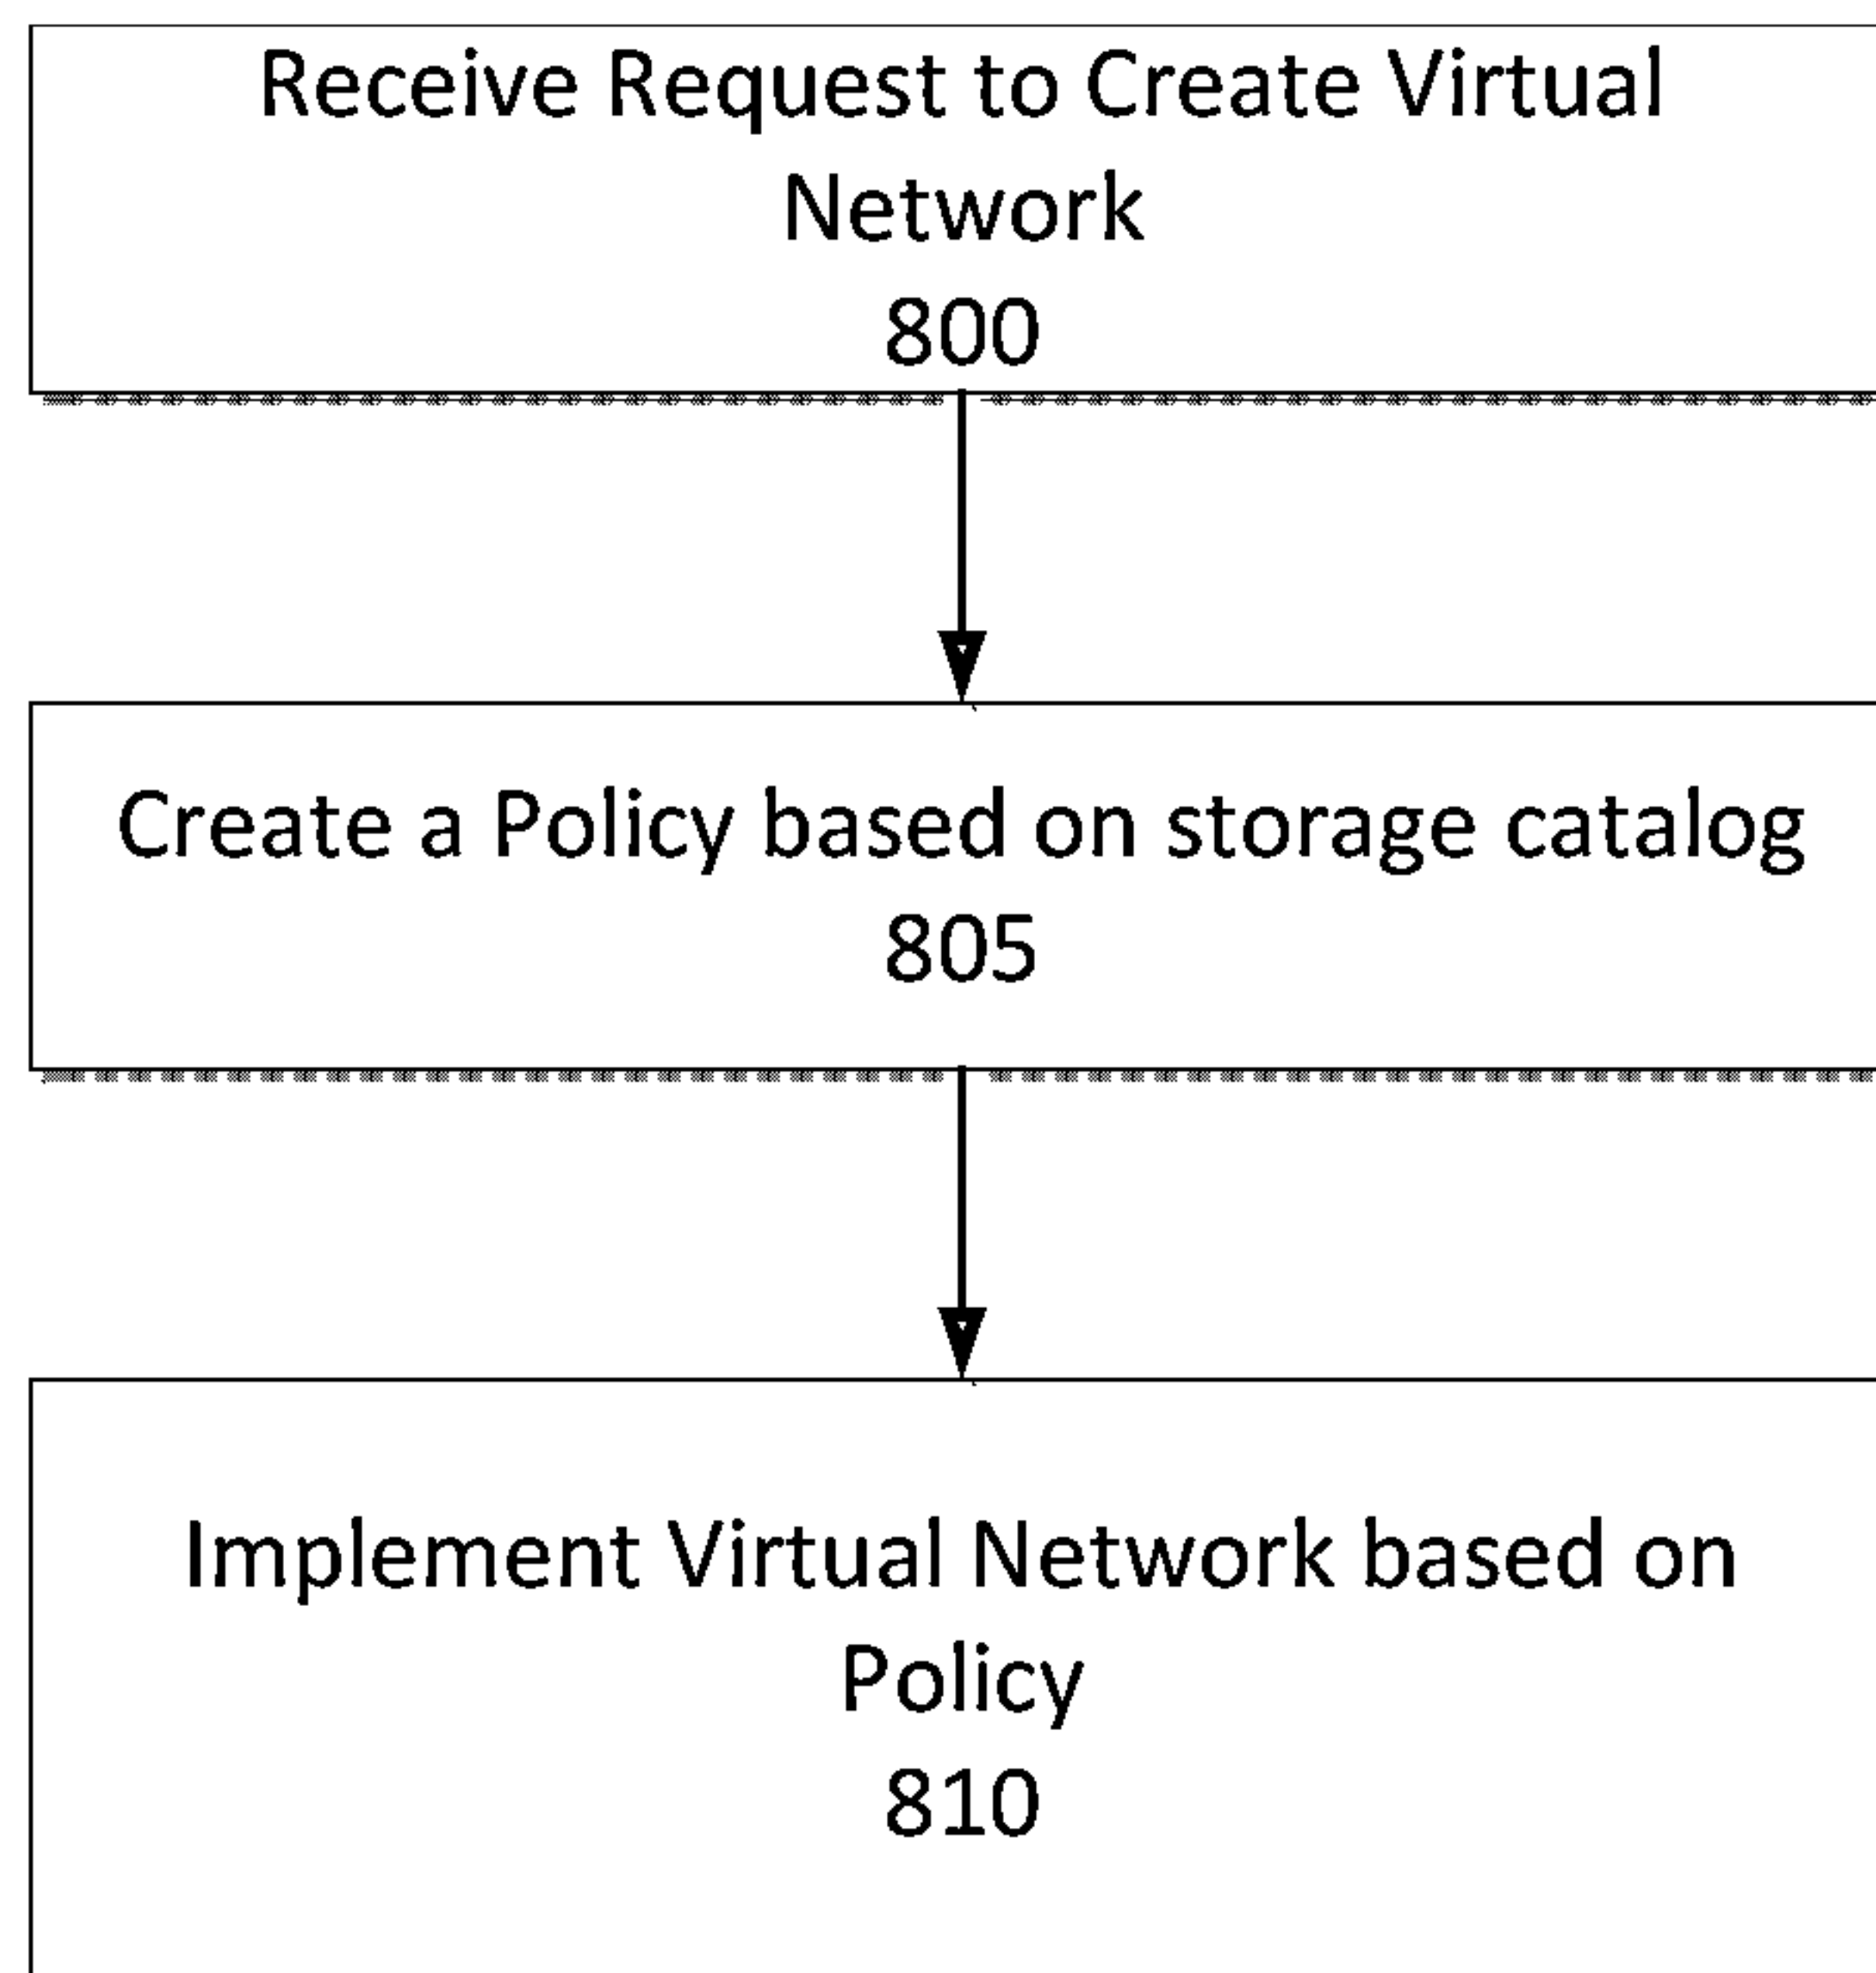 Receive Request to Create Virtual
Network
800
Create a Policy based on storage catalog
805
Implement Virtual Network based on
Policy
810